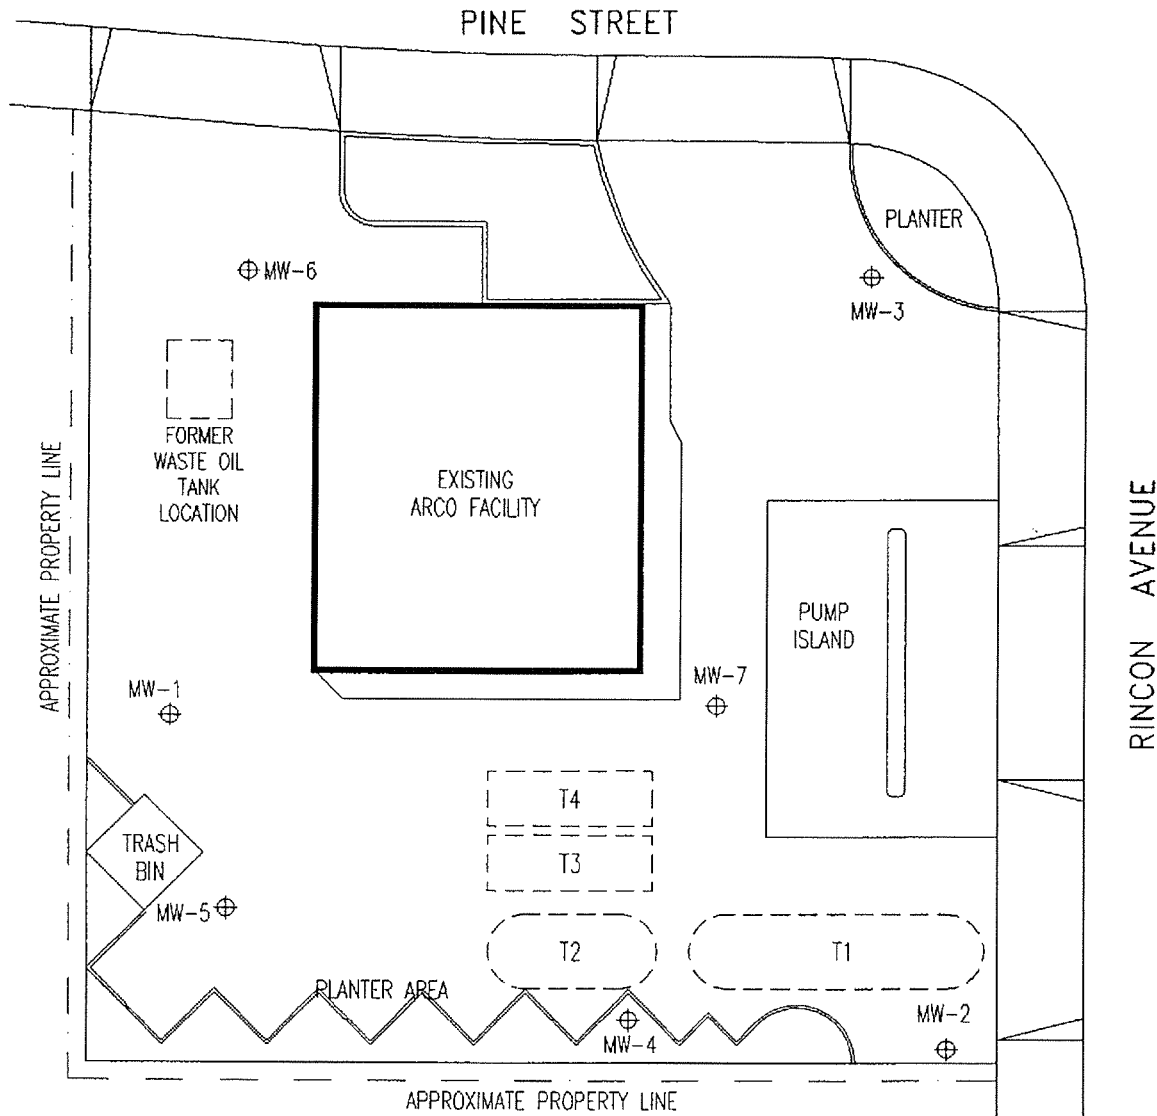 PINE STREET
PLANTER
MW-6
MW-3
FORMER
WASTE OIL
TANK
LOCATION
EXISTING
ARCO FACILITY
APPROXIMATE PROPERTY LINE
RINCON AVENUE
PUMP
ISLAND
MW-1
MW-7
T4
TRASH
BIN
T3
MW-5
T2
T1
PLANTER AREA
MW-2
MW-4
APPROXIMATE PROPERTY LINE